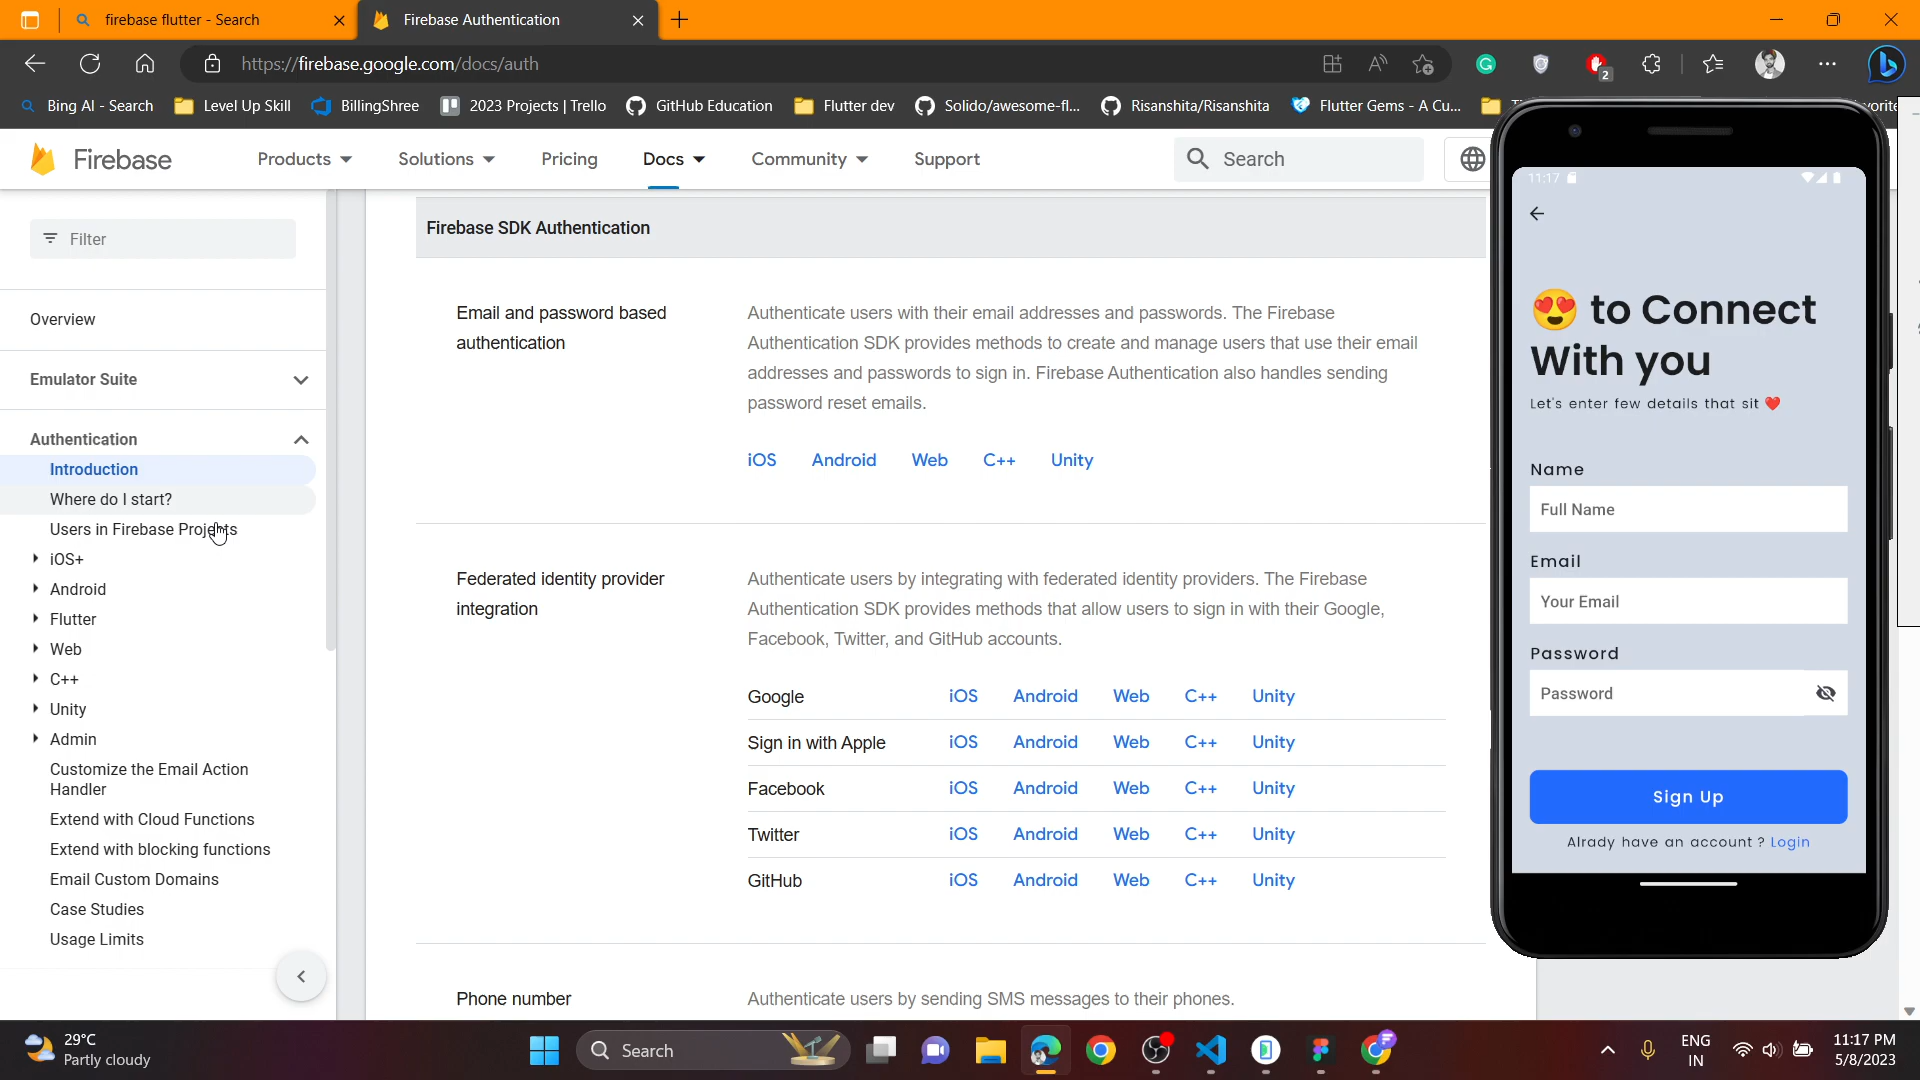 firebase flutter - Search
Firebase Authentication
https://firebase.google.com/docs/auth
2
Bing AI - Search
Level Up Skill
BillingShree
2023 Projects | Trello
GitHub Education
Flutter dev
Solido/awesome-fl...
Risanshita/Risanshita
Flutter Gems - A Cu...
Firebase
Products
Solutions
Pricing
Docs
Community
Support
Search
Filter
Overview
Emulator Suite
Authentication
Introduction
Where do I start?
Users in Firebase Projects
iOS+
Android
Flutter
Web
C++
Unity
Admin
Customize the Email Action
Handler
Extend with Cloud Functions
Extend with blocking functions
Email Custom Domains
Case Studies
Usage Limits
Firebase SDK Authentication
Email and password based
authentication
Authenticate users with their email addresses and passwords. The Firebase
Authentication SDK provides methods to create and manage users that use their email
addresses and passwords to sign in. Firebase Authentication also handles sending
password reset emails.
iOS Android Web C++ Unity
Federated identity provider
integration
Authenticate users by integrating with federated identity providers. The Firebase
Authentication SDK provides methods that allow users to sign in with their Google,
Facebook, Twitter, and GitHub accounts.
Google iOS Android Web C++ Unity
Sign in with Apple iOS Android Web C++ Unity
Facebook iOS Android Web C++ Unity
Twitter iOS Android Web C++ Unity
GitHub iOS Android Web C++ Unity
Phone number
Authenticate users by sending SMS messages to their phones.
11:17
😍 to Connect
With you
Let's enter few details that sit ❤️
Name
Full Name
Email
Your Email
Password
Password
Sign Up
Alrady have an account ? Login
29°C
Partly cloudy
Search
ENG
IN
11:17 PM
5/8/2023